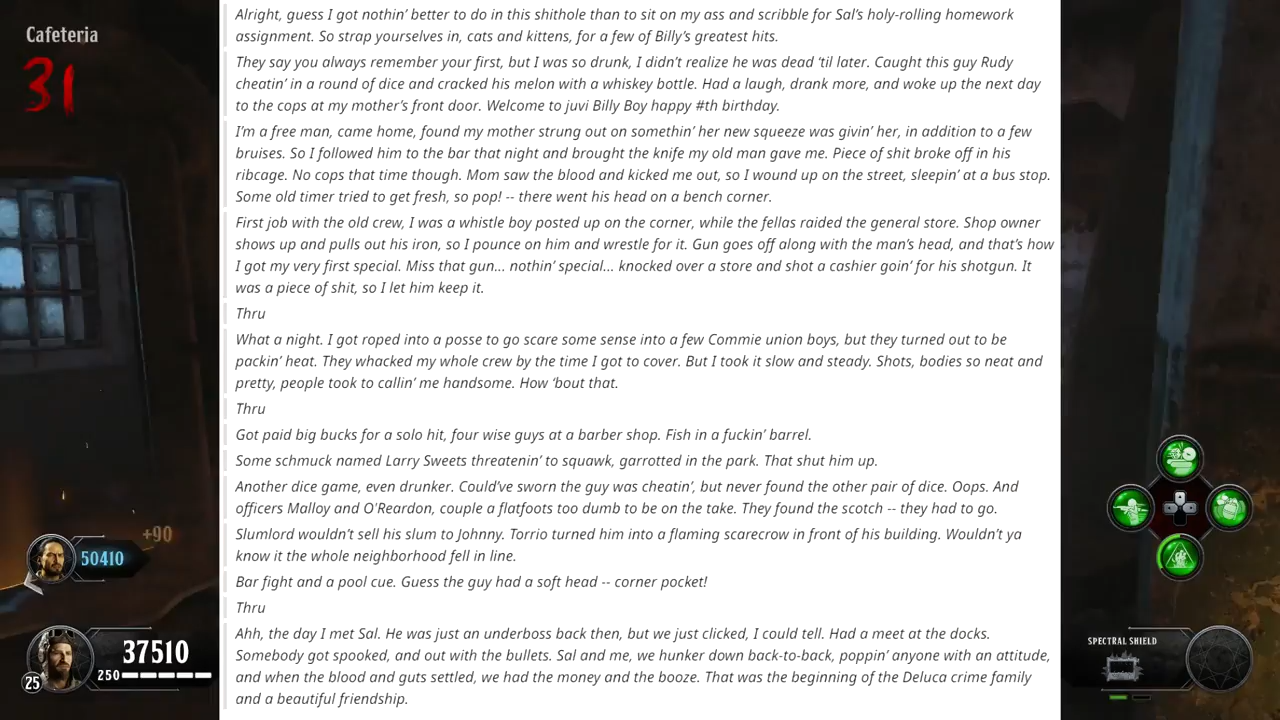 Cafeteria
31
Alright, guess I got nothin’ better to do in this shithole than to sit on my ass and scribble for Sal’s holy-rolling homework
assignment. So strap yourselves in, cats and kittens, for a few of Billy’s greatest hits.
They say you always remember your first, but I was so drunk, I didn’t realize he was dead ‘til later. Caught this guy Rudy
cheatin’ in a round of dice and cracked his melon with a whiskey bottle. Had a laugh, drank more, and woke up the next day
to the cops at my mother’s front door. Welcome to juvi Billy Boy happy #th birthday.
I’m a free man, came home, found my mother strung out on somethin’ her new squeeze was givin’ her, in addition to a few
bruises. So I followed him to the bar that night and brought the knife my old man gave me. Piece of shit broke off in his
ribcage. No cops that time though. Mom saw the blood and kicked me out, so I wound up on the street, sleepin’ at a bus stop.
Some old timer tried to get fresh, so pop! -- there went his head on a bench corner.
First job with the old crew, I was a whistle boy posted up on the corner, while the fellas raided the general store. Shop owner
shows up and pulls out his iron, so I pounce on him and wrestle for it. Gun goes off along with the man’s head, and that’s how
I got my very first special. Miss that gun... nothin’ special... knocked over a store and shot a cashier goin’ for his shotgun. It
was a piece of shit, so I let him keep it.
Thru
What a night. I got roped into a posse to go scare some sense into a few Commie union boys, but they turned out to be
packin’ heat. They whacked my whole crew by the time I got to cover. But I took it slow and steady. Shots, bodies so neat and
pretty, people took to callin’ me handsome. How ‘bout that.
Thru
Got paid big bucks for a solo hit, four wise guys at a barber shop. Fish in a fuckin’ barrel.
Some schmuck named Larry Sweets threatenin’ to squawk, garrotted in the park. That shut him up.
Another dice game, even drunker. Could’ve sworn the guy was cheatin’, but never found the other pair of dice. Oops. And
officers Malloy and O'Reardon, couple a flatfoots too dumb to be on the take. They found the scotch -- they had to go.
Slumlord wouldn’t sell his slum to Johnny. Torrio turned him into a flaming scarecrow in front of his building. Wouldn’t ya
know it the whole neighborhood fell in line.
Bar fight and a pool cue. Guess the guy had a soft head -- corner pocket!
Thru
Ahh, the day I met Sal. He was just an underboss back then, but we just clicked, I could tell. Had a meet at the docks.
Somebody got spooked, and out with the bullets. Sal and me, we hunker down back-to-back, poppin’ anyone with an attitude,
and when the blood and guts settled, we had the money and the booze. That was the beginning of the Deluca crime family
and a beautiful friendship.
+90
50410
37510
250
25
SPECTRAL SHIELD